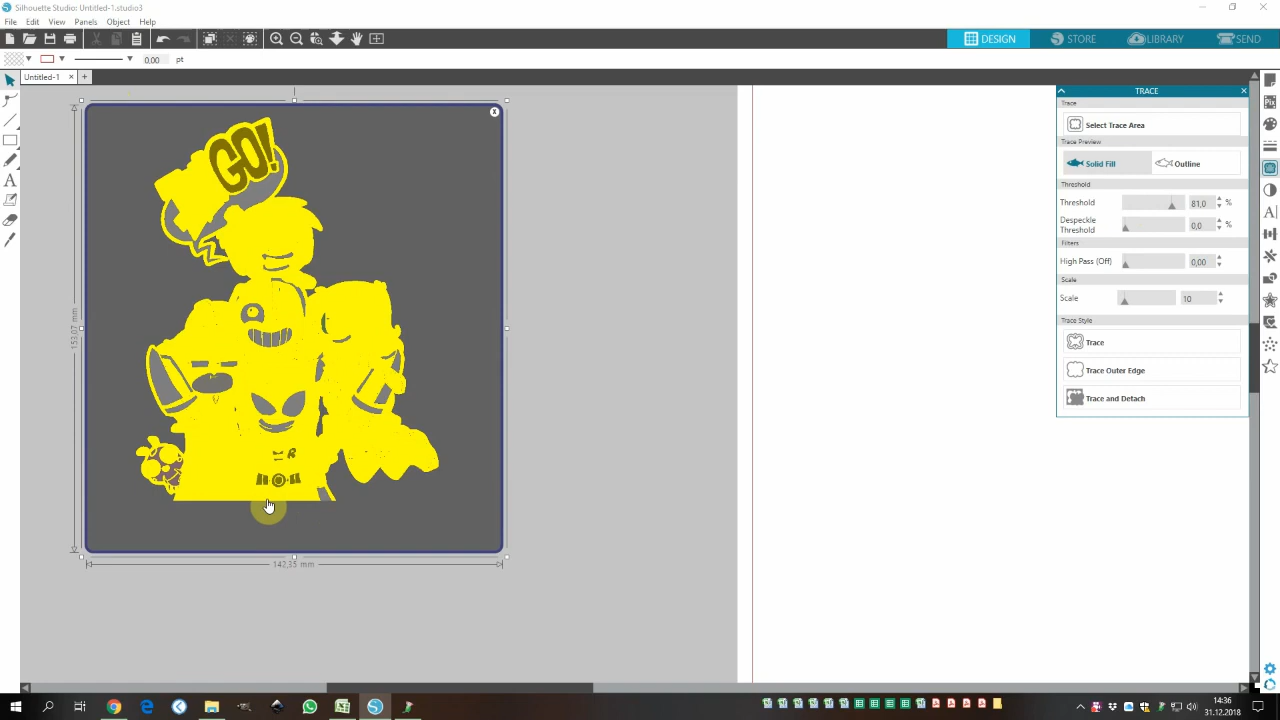 Silhouette Studio: Untitled-1.studio3
File Edit View Panels Object Help
DESIGN STORE LIBRARY SEND
0,00 pt
Untitled-1
TRACE
Trace
Select Trace Area
Trace Preview
Solid Fill Outline
Threshold
Threshold 81,0 %
Despeckle Threshold 0,0 %
Filters
High Pass (Off) 0,00
Scale
Scale 10
Trace Style
Trace
Trace Outer Edge
Trace and Detach
GO!
R
153,07 mm
142,35 mm
14:36
31.12.2018